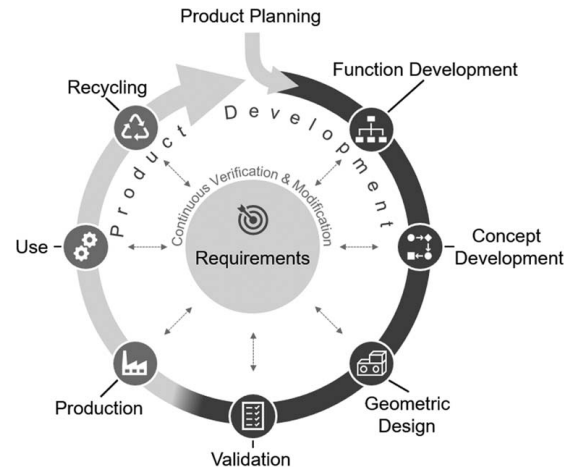 Product Planning
Function Development
Recycling
Product Development
Continuous Verification & Modification
Requirements
Use
Concept
Development
Production
Geometric
Design
Validation